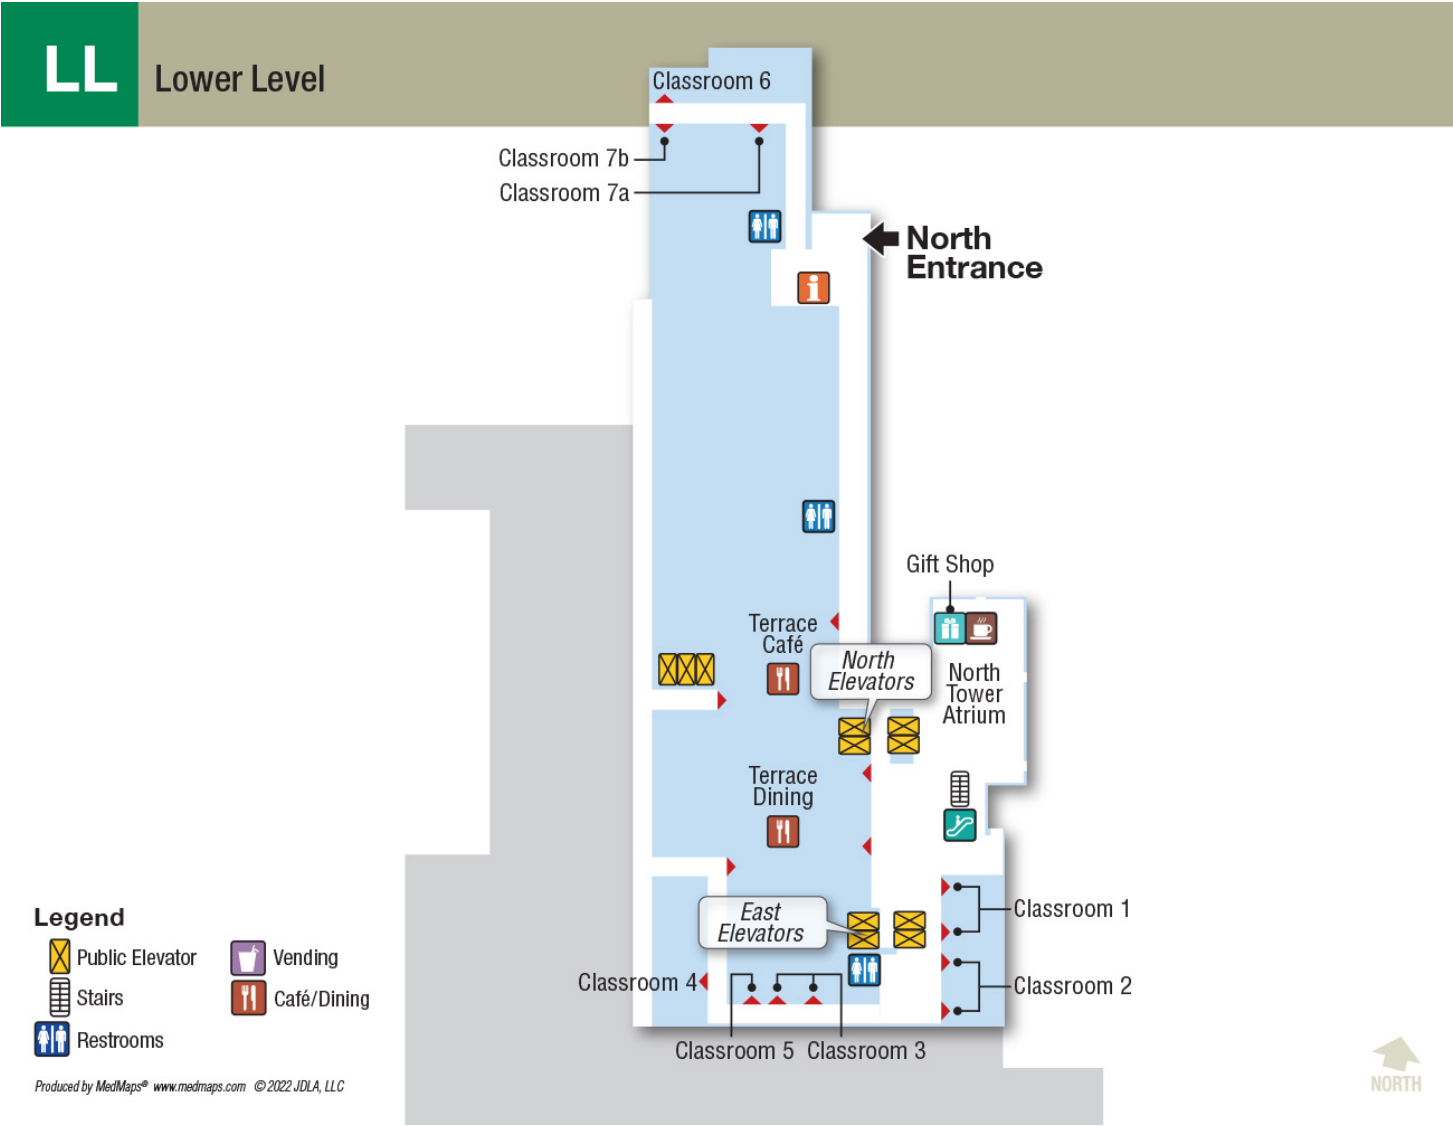 LL
Lower Level
Classroom 6
Classroom 7b
Classroom 7a
North
Entrance
i
Gift Shop
Terrace
Café
North
Elevators
North
Tower
Atrium
Terrace
Dining
East
Elevators
Classroom 1
Classroom 4
Classroom 2
Classroom 5
Classroom 3
Legend
Public Elevator
Vending
Stairs
Café/Dining
Restrooms
Produced by MedMaps® www.medmaps.com © 2022 JDLA, LLC
NORTH